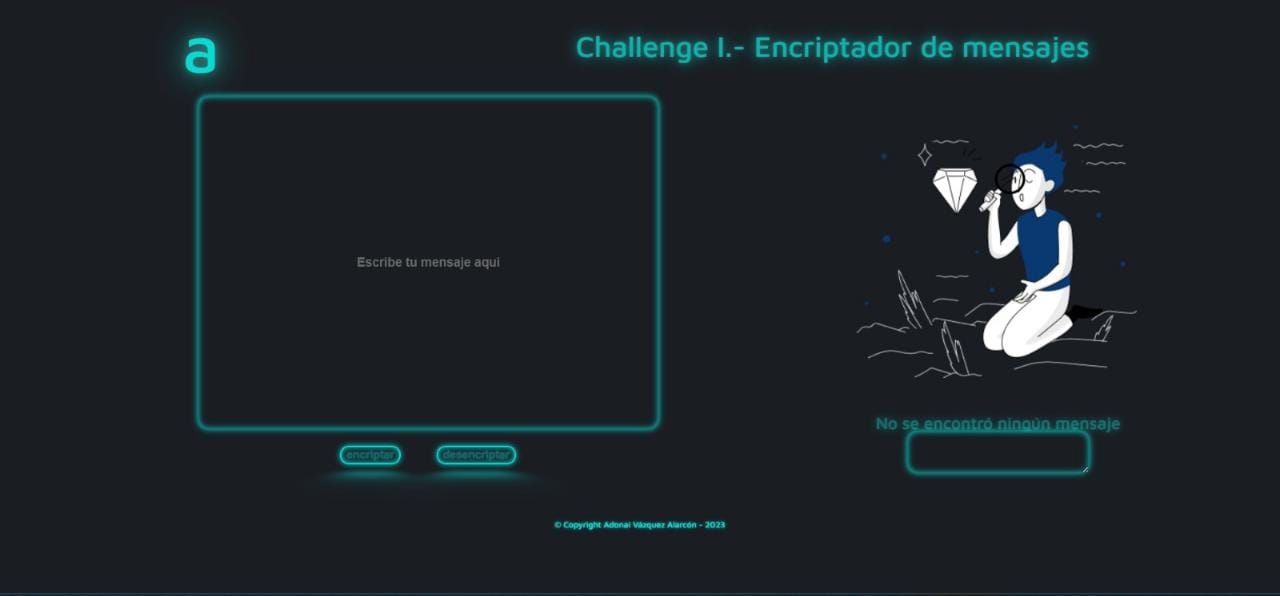 a
Challenge I.- Encriptador de mensajes
Escribe tu mensaje aqui
No se encontró ningún mensaje
encriptar
desencriptar
© Copyright Adonai Vázquez Alarcón - 2023